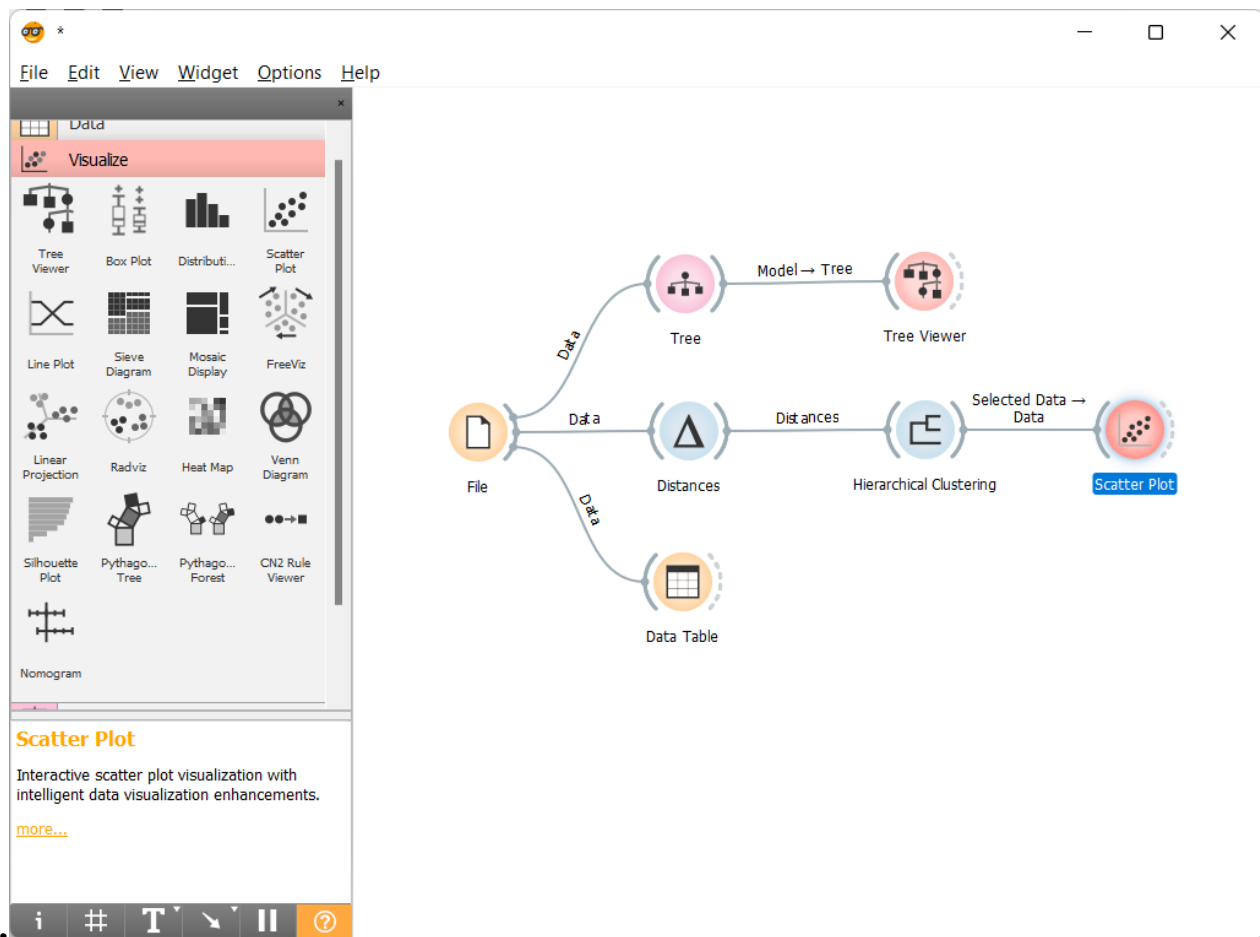 *
File Edit View Widget Options Help
×
Data
Visualize
Tree
Viewer
Box Plot
Distributi...
Scatter
Plot
Line Plot
Sieve
Diagram
Mosaic
Display
FreeViz
Linear
Projection
Radviz
Heat Map
Venn
Diagram
Silhouette
Plot
Pythago...
Tree
Pythago...
Forest
CN2 Rule
Viewer
Nomogram
Scatter Plot
Interactive scatter plot visualization with
intelligent data visualization enhancements.
more...
i # T ?
Data
Tree
Model → Tree
Tree Viewer
File
Data
Distances
Distances
Hierarchical Clustering
Selected Data →
Data
Scatter Plot
Data
Data Table